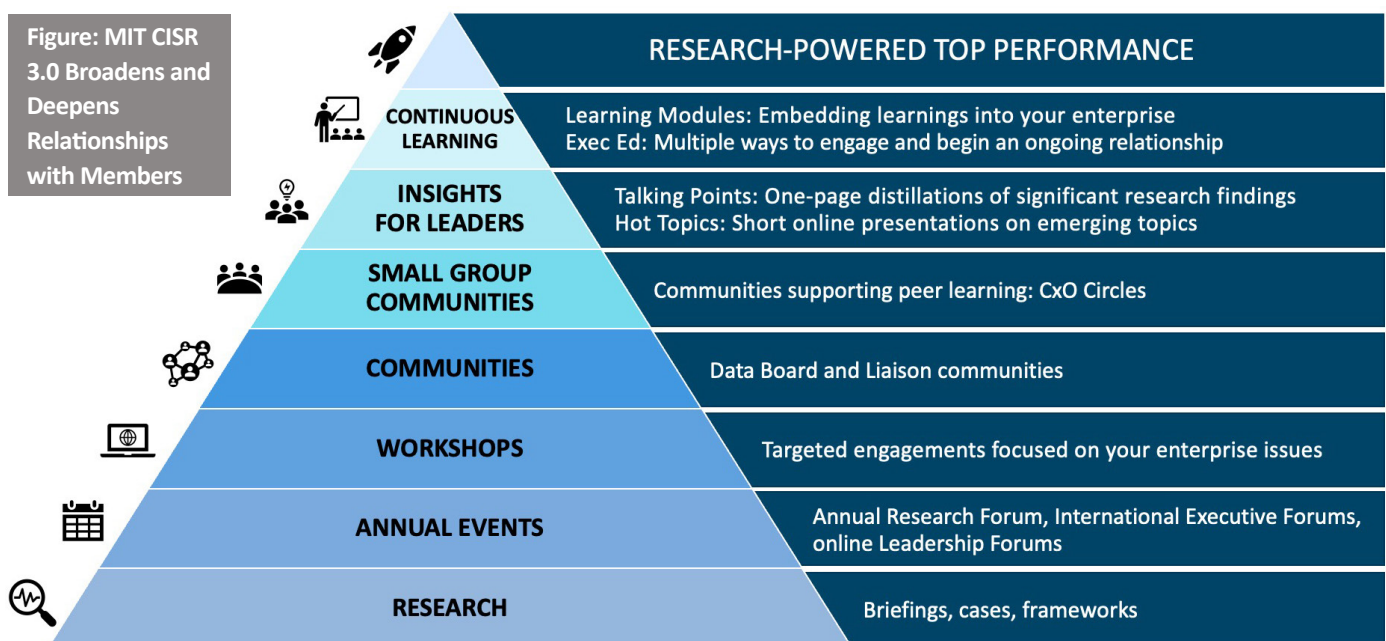 Figure: MIT CISR
3.0 Broadens and
Deepens
Relationships
with Members
RESEARCH-POWERED TOP PERFORMANCE
CONTINUOUS
LEARNING
Learning Modules: Embedding learnings into your enterprise
Exec Ed: Multiple ways to engage and begin an ongoing relationship
INSIGHTS
FOR LEADERS
Talking Points: One-page distillations of significant research findings
Hot Topics: Short online presentations on emerging topics
SMALL GROUP
COMMUNITIES
Communities supporting peer learning: CxO Circles
COMMUNITIES
Data Board and Liaison communities
WORKSHOPS
Targeted engagements focused on your enterprise issues
ANNUAL EVENTS
Annual Research Forum, International Executive Forums,
online Leadership Forums
RESEARCH
Briefings, cases, frameworks